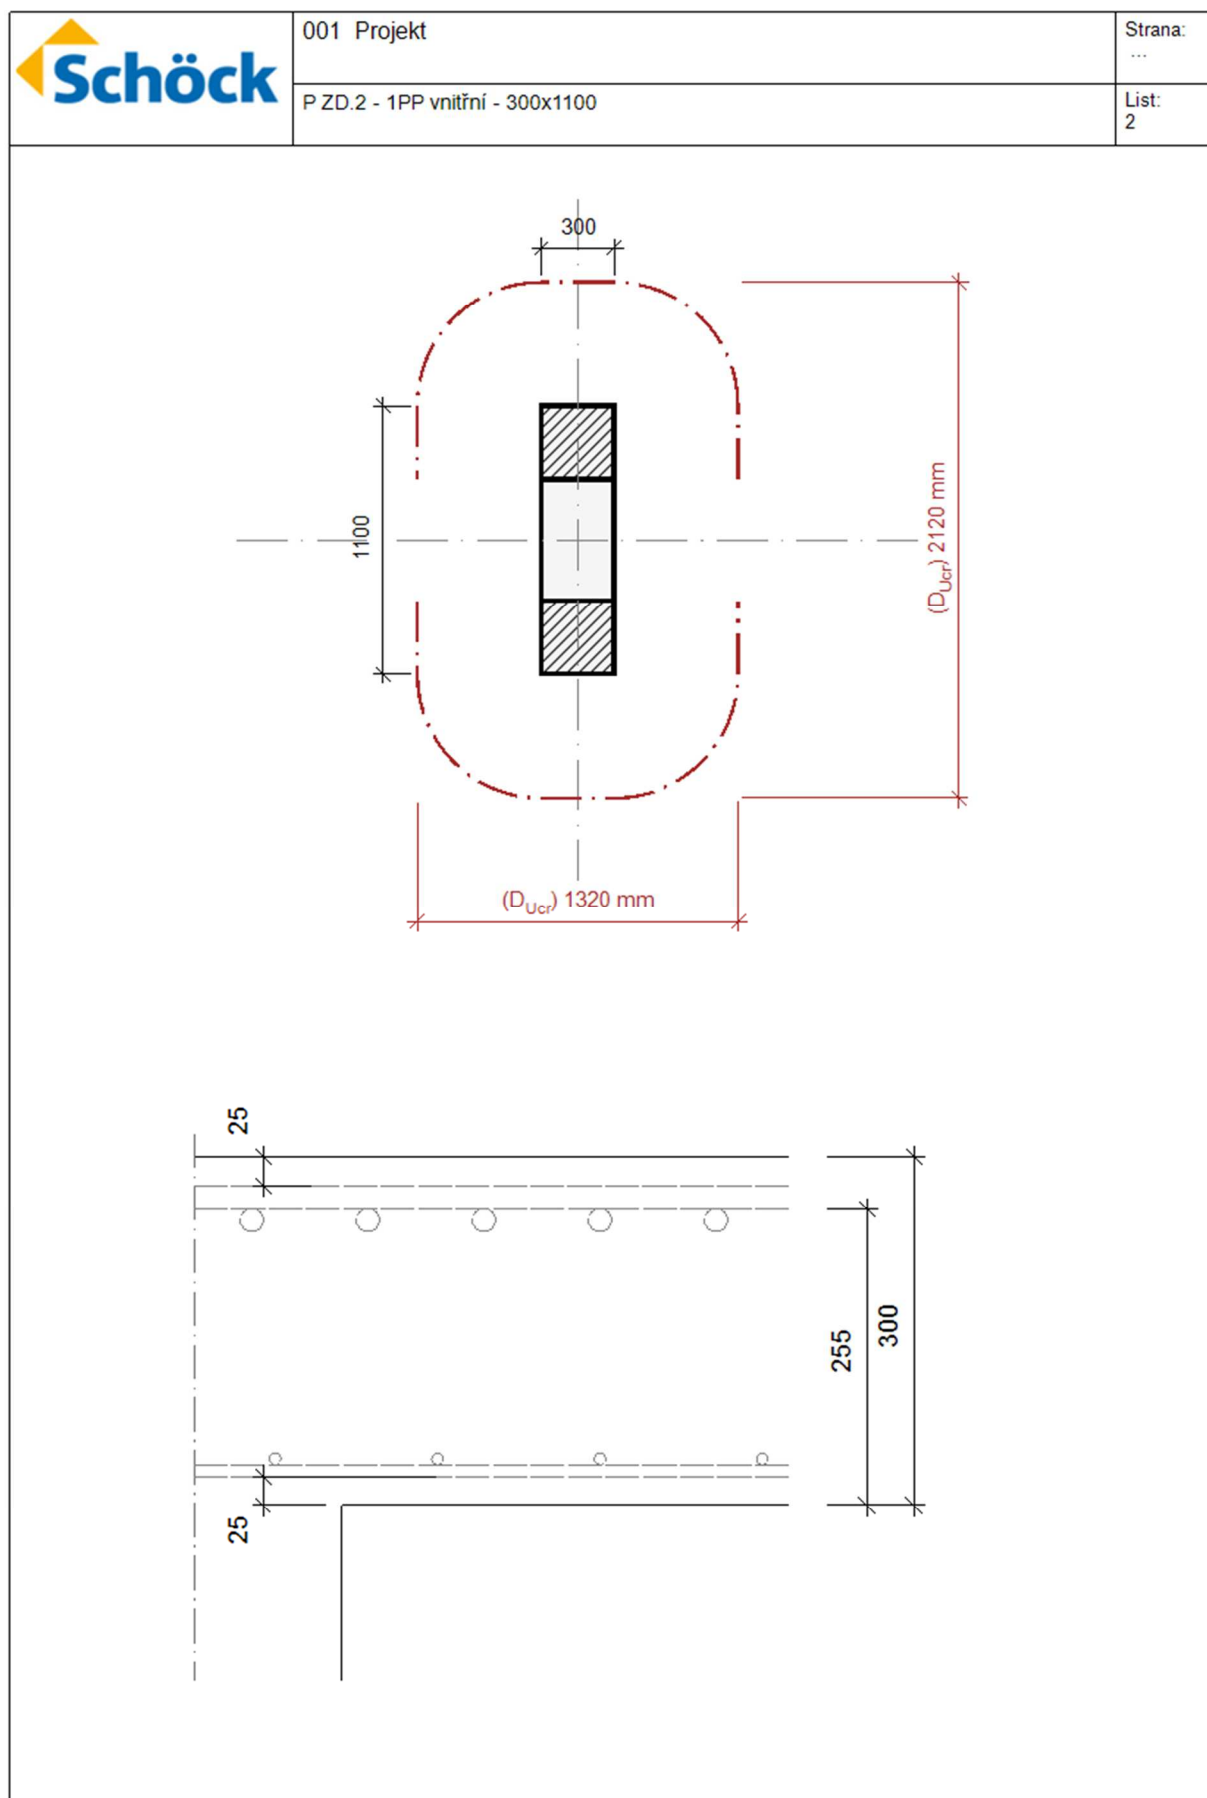 Schöck
001 Projekt
Strana:
...
P ZD.2 - 1PP vnitřní - 300x1100
List:
2
300
1100
(DUcr) 2120 mm
(DUcr) 1320 mm
25
255
300
25